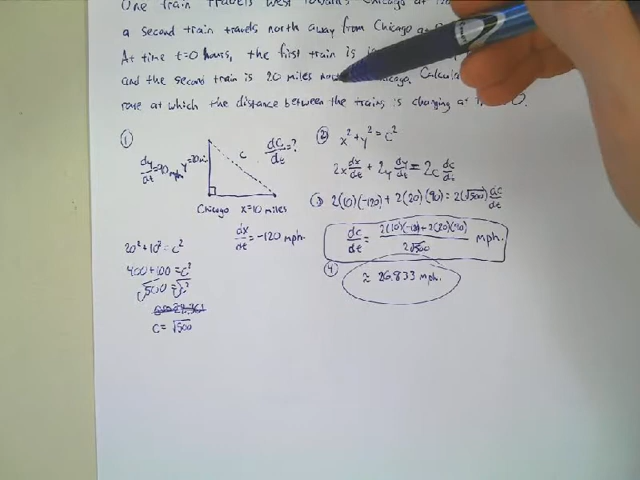 One train travels west towards Chicago at 120
a second train travels north away from Chicago at
At time t=0 hours, the first train is
and the second train is 20 miles
rate at which the distance between the trains is changing at
①
dy/dt = 90 mph
y=20mi
c
dc/dt = ?
Chicago x=10 miles
dx/dt = -120 mph
20²+10²=c²
400+100=c²
√500=√c²
c=√500
② x²+y²=c²
2x dx/dt + 2y dy/dt = 2c dc/dt
③ 2(10)(-120)+2(20)(90)=2(√500) dc/dt
dc/dt = 2(10)(-120)+2(20)(90) / 2√500 mph.
④ ≈ 26.833 mph.